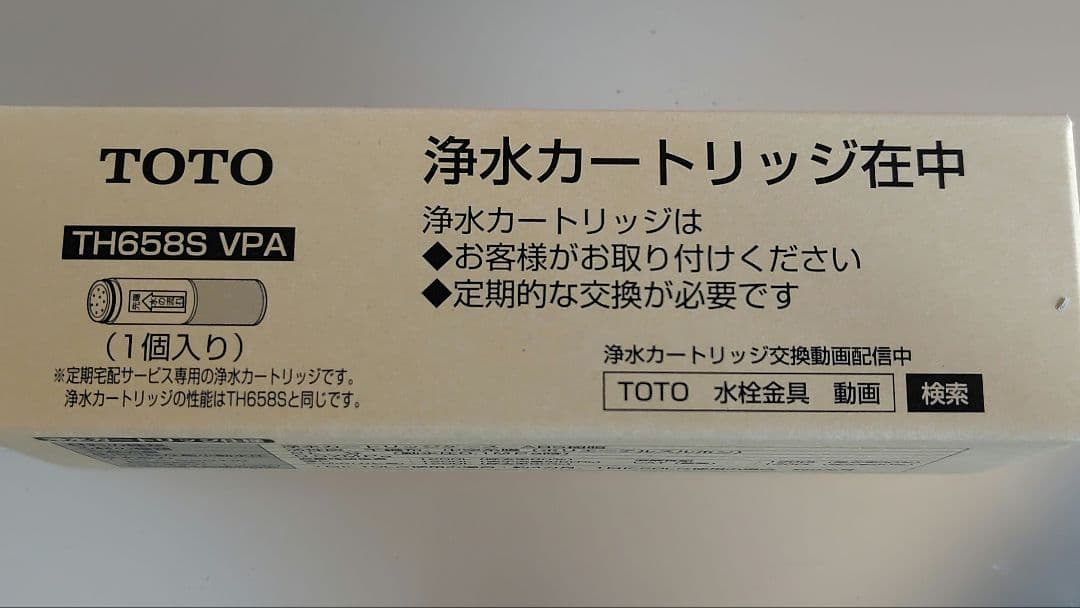 TOTO
TH658S VPA
先端
水の流れ
(1個入り)
※定期宅配サービス専用の浄水カートリッジです。
浄水カートリッジの性能はTH658Sと同じです。
浄水カートリッジ在中
浄水カートリッジは
◆お客様がお取り付けください
◆定期的な交換が必要です
浄水カートリッジ交換動画配信中
TOTO 水栓金具 動画 検索